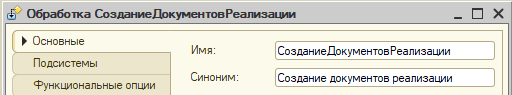 Обработка СозданиеДокументовРеализации
Основные
Подсистемы
Функциональные опции
Имя: СозданиеДокументовРеализации
Синоним: Создание документов реализации